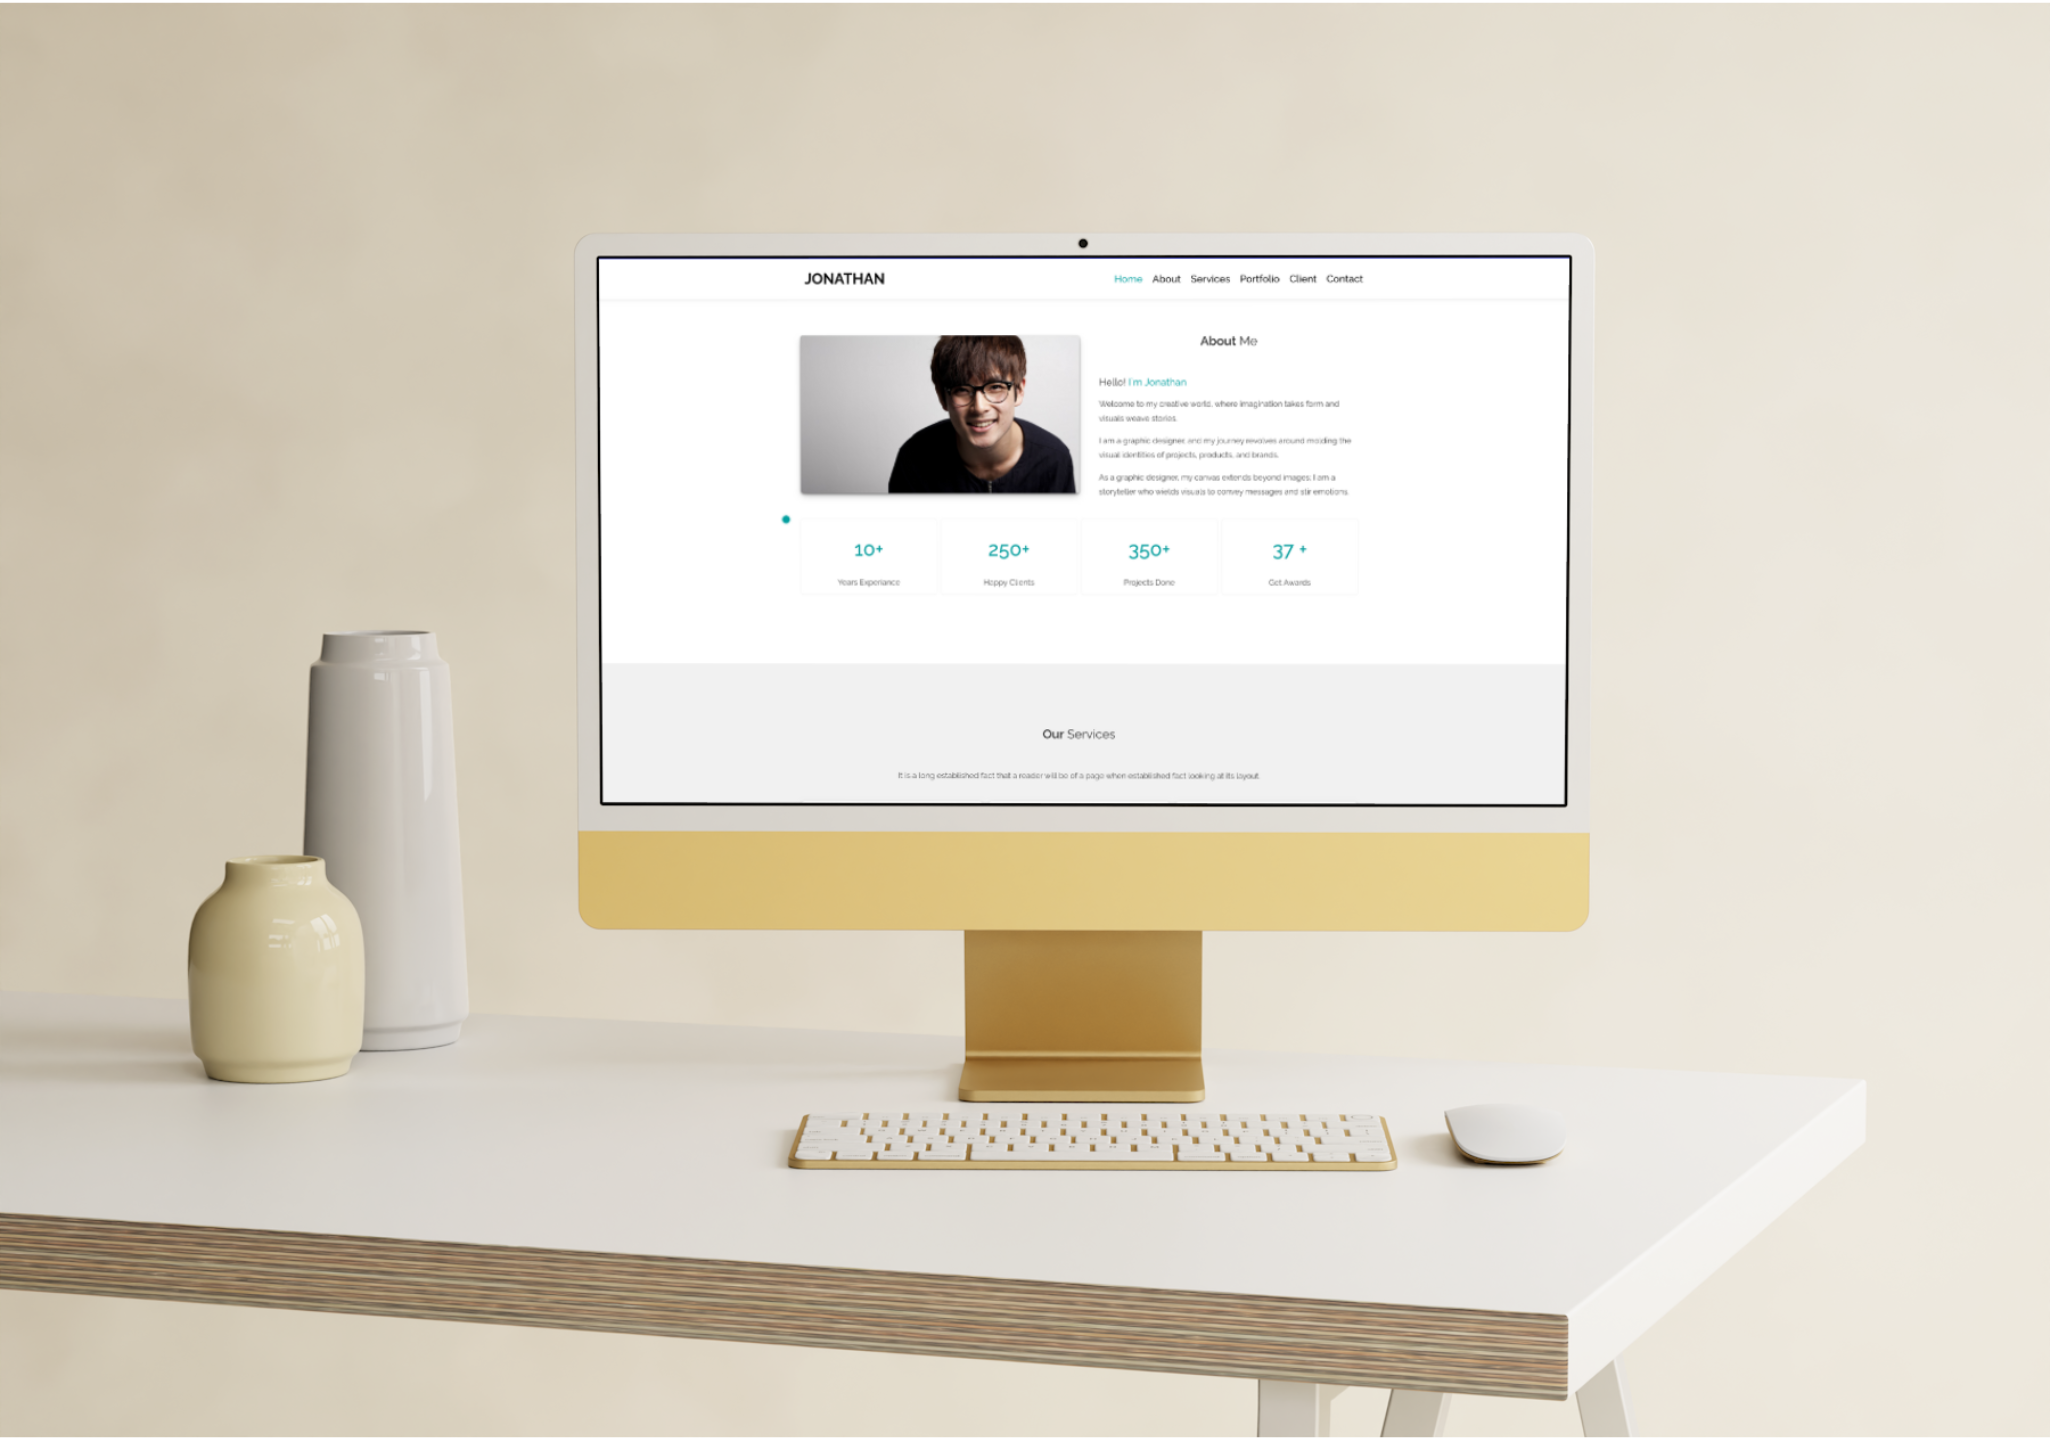 JONATHAN
Home About Services Portfolio Client Contact
About Me
Hello! I'm Jonathan
Welcome to my creative world, where imagination takes form and
visuals weave stories.
I am a graphic designer, and my journey revolves around molding the
visual identities of projects, products, and brands.
As a graphic designer, my canvas extends beyond images; I am a
storyteller who wields visuals to convey messages and stir emotions.
10+ 250+ 350+ 37 +
Years Experiance Happy Clients Projects Done Get Awards
Our Services
It is a long established fact that a reader will be of a page when established fact looking at its layout.